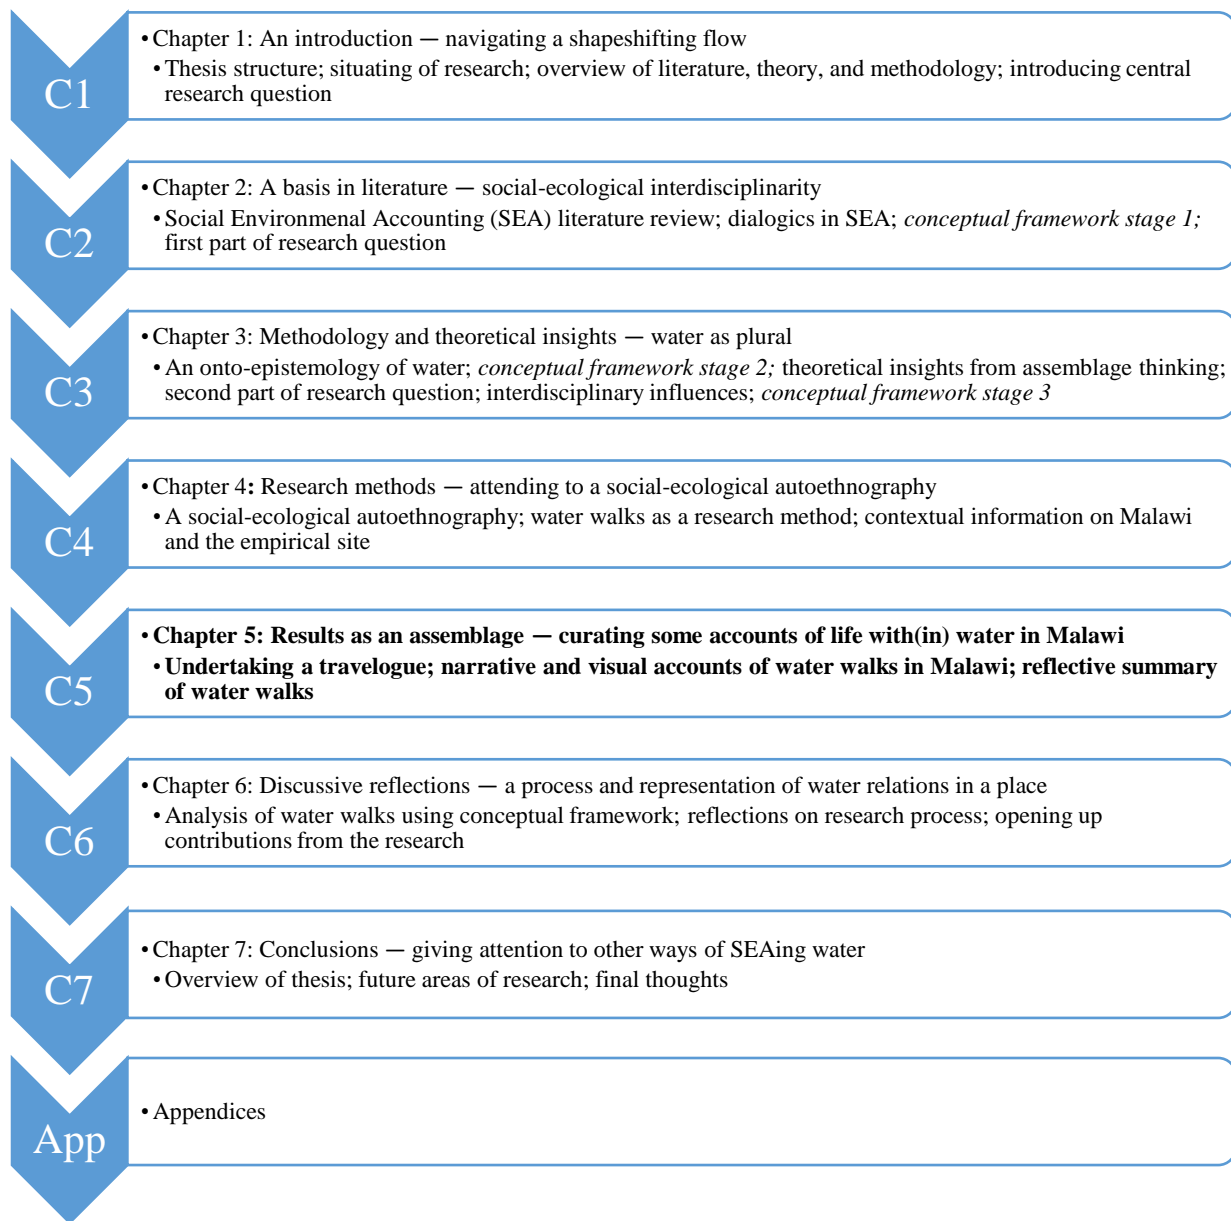 C1
•Chapter 1: An introduction — navigating a shapeshifting flow
•Thesis structure; situating of research; overview of literature, theory, and methodology; introducing central
research question
C2
•Chapter 2: A basis in literature — social-ecological interdisciplinarity
•Social Environmenal Accounting (SEA) literature review; dialogics in SEA; conceptual framework stage 1;
first part of research question
C3
•Chapter 3: Methodology and theoretical insights — water as plural
•An onto-epistemology of water; conceptual framework stage 2; theoretical insights from assemblage thinking;
second part of research question; interdisciplinary influences; conceptual framework stage 3
C4
•Chapter 4: Research methods — attending to a social-ecological autoethnography
•A social-ecological autoethnography; water walks as a research method; contextual information on Malawi
and the empirical site
C5
•Chapter 5: Results as an assemblage — curating some accounts of life with(in) water in Malawi
•Undertaking a travelogue; narrative and visual accounts of water walks in Malawi; reflective summary
of water walks
C6
•Chapter 6: Discussive reflections — a process and representation of water relations in a place
•Analysis of water walks using conceptual framework; reflections on research process; opening up
contributions from the research
C7
•Chapter 7: Conclusions — giving attention to other ways of SEAing water
•Overview of thesis; future areas of research; final thoughts
App
•Appendices